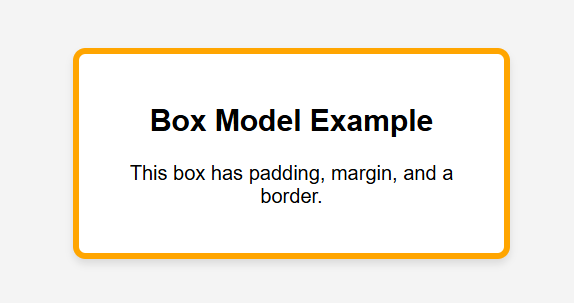 Box Model Example
This box has padding, margin, and a
border.